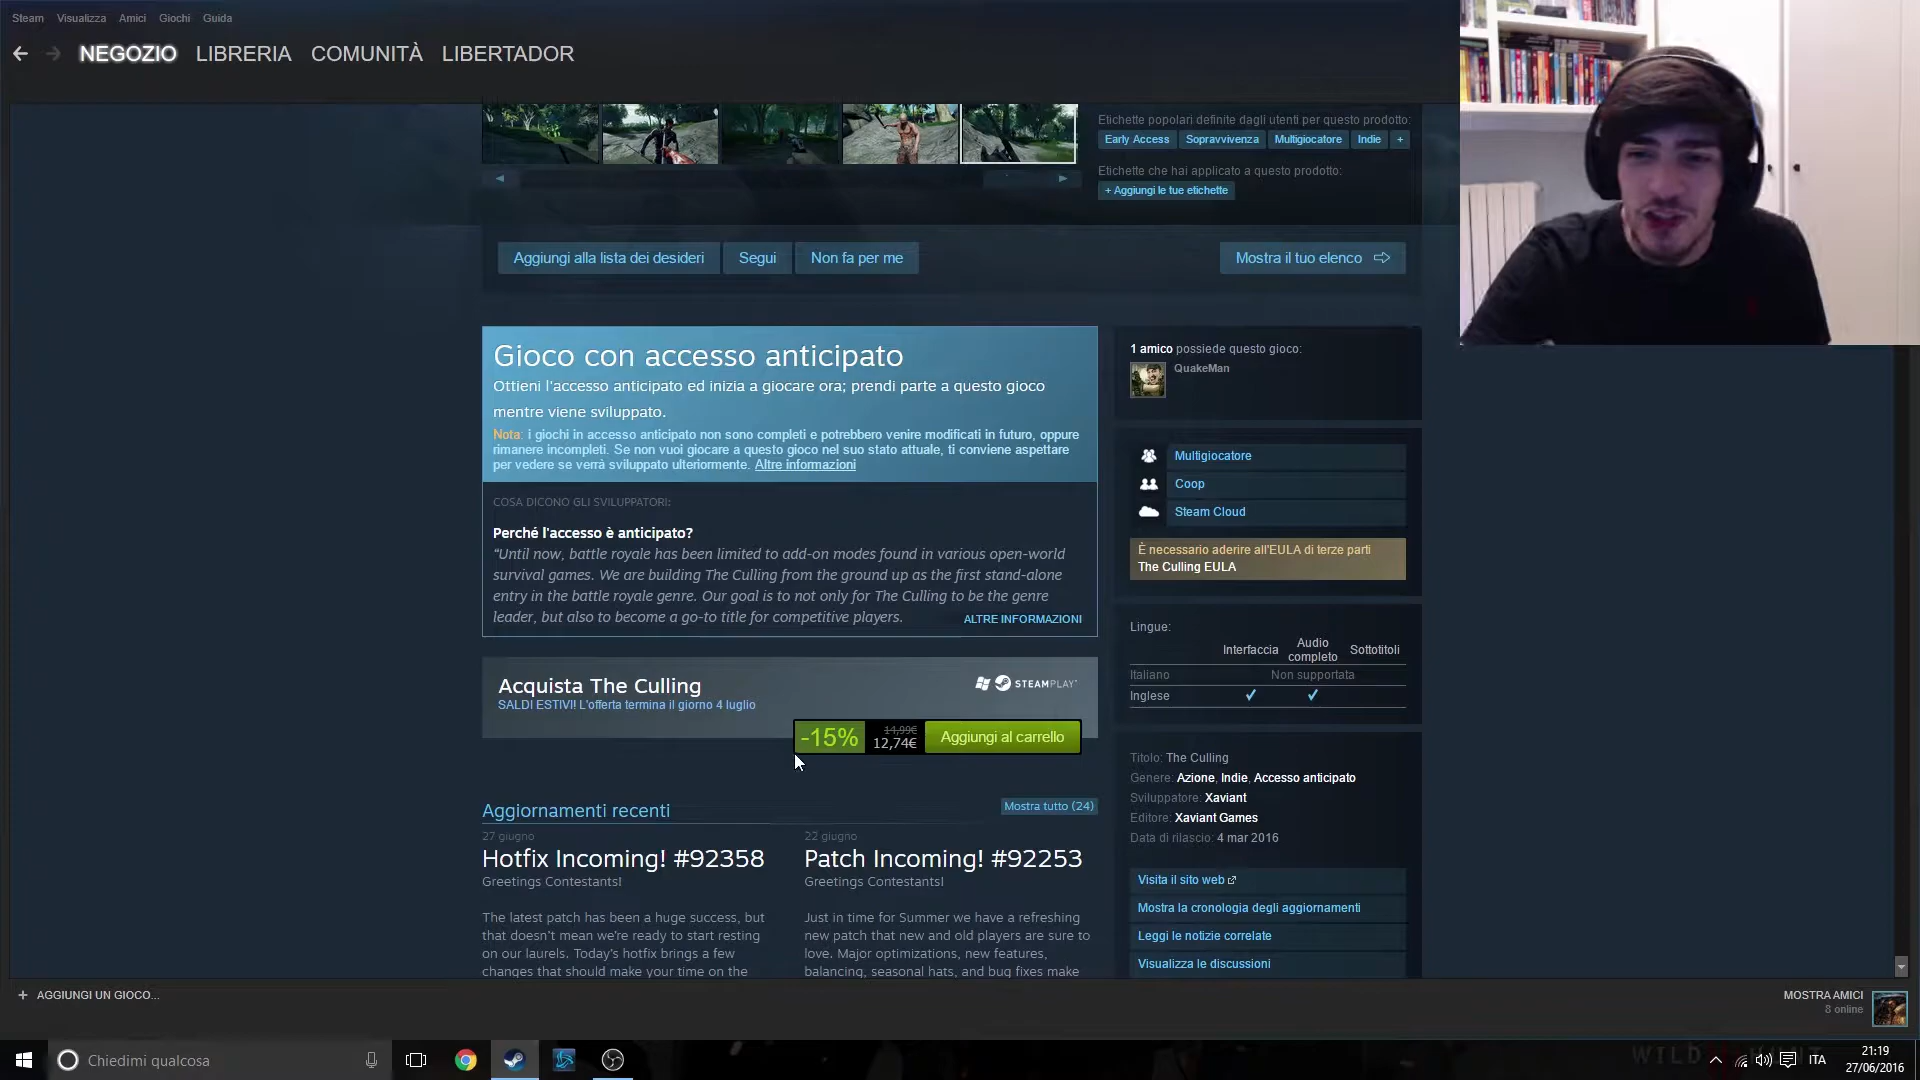 Steam Visualizza Amici Giochi Guida
NEGOZIO LIBRERIA COMUNITÀ LIBERTADOR
Etichette popolari definite dagli utenti per questo prodotto:
Early Access Sopravvivenza Multigiocatore Indie +
Etichette che hai applicato a questo prodotto:
+ Aggiungi le tue etichette
Aggiungi alla lista dei desideri Segui Non fa per me Mostra il tuo elenco
Gioco con accesso anticipato
Ottieni l'accesso anticipato ed inizia a giocare ora; prendi parte a questo gioco
mentre viene sviluppato.
Nota: i giochi in accesso anticipato non sono completi e potrebbero venire modificati in futuro, oppure
rimanere incompleti. Se non vuoi giocare a questo gioco nel suo stato attuale, ti conviene aspettare
per vedere se verrà sviluppato ulteriormente. Altre informazioni
COSA DICONO GLI SVILUPPATORI:
Perché l'accesso è anticipato?
“Until now, battle royale has been limited to add-on modes found in various open-world
survival games. We are building The Culling from the ground up as the first stand-alone
entry in the battle royale genre. Our goal is to not only for The Culling to be the genre
leader, but also to become a go-to title for competitive players.
ALTRE INFORMAZIONI
Acquista The Culling
SALDI ESTIVI! L'offerta termina il giorno 4 luglio
STEAMPLAY
-15% 14,99€ 12,74€ Aggiungi al carrello
Aggiornamenti recenti Mostra tutto (24)
27 giugno
Hotfix Incoming! #92358
Greetings Contestants!
The latest patch has been a huge success, but
that doesn't mean we're ready to start resting
on our laurels. Today's hotfix brings a few
changes that should make your time on the
22 giugno
Patch Incoming! #92253
Greetings Contestants!
Just in time for Summer we have a refreshing
new patch that new and old players are sure to
love. Major optimizations, new features,
balancing, seasonal hats, and bug fixes make
1 amico possiede questo gioco:
QuakeMan
Multigiocatore
Coop
Steam Cloud
È necessario aderire all'EULA di terze parti
The Culling EULA
Lingue:
Interfaccia Audio completo Sottotitoli
Italiano Non supportata
Inglese ✓ ✓
Titolo: The Culling
Genere: Azione, Indie, Accesso anticipato
Sviluppatore: Xaviant
Editore: Xaviant Games
Data di rilascio: 4 mar 2016
Visita il sito web
Mostra la cronologia degli aggiornamenti
Leggi le notizie correlate
Visualizza le discussioni
+ AGGIUNGI UN GIOCO...
MOSTRA AMICI
8 online
Chiedimi qualcosa
WILD HUNT
ITA
21:19
27/06/2016